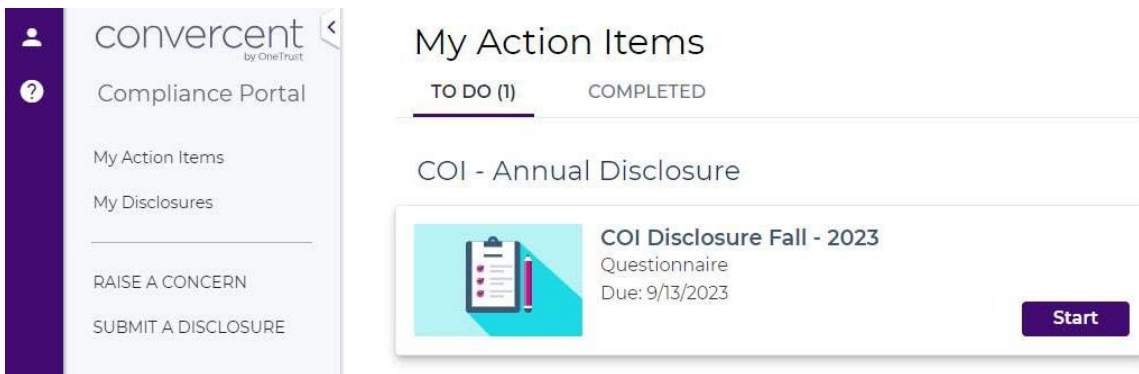 convercent
by OneTrust
Compliance Portal
My Action Items
My Disclosures
RAISE A CONCERN
SUBMIT A DISCLOSURE
My Action Items
TO DO (1) COMPLETED
COI - Annual Disclosure
COI Disclosure Fall - 2023
Questionnaire
Due: 9/13/2023
Start